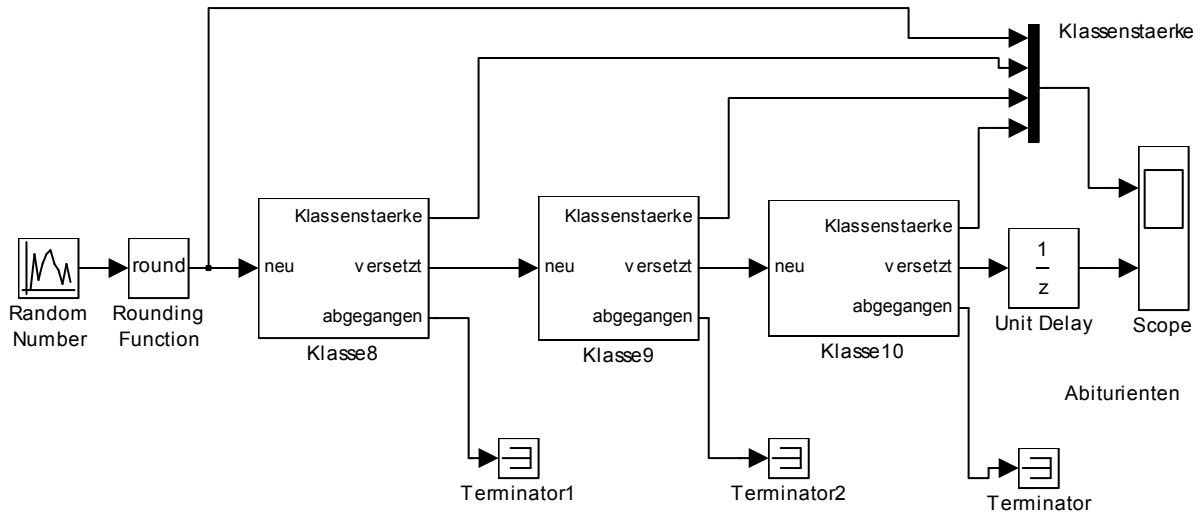 Klassenstaerke
Klassenstaerke
neu
versetzt
abgegangen
Klasse8
Klassenstaerke
neu
versetzt
abgegangen
Klasse9
Klassenstaerke
neu
versetzt
abgegangen
Klasse10
Random
Number
round
Rounding
Function
1
z
Unit Delay
Scope
Abiturienten
Terminator1
Terminator2
Terminator